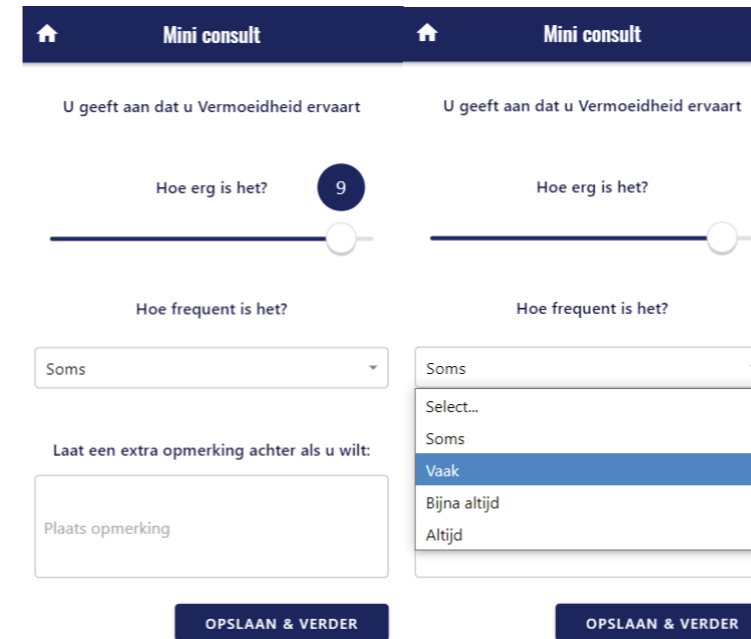 Mini consult
U geeft aan dat u Vermoeidheid ervaart
Hoe erg is het?
9
Hoe frequent is het?
Soms
Laat een extra opmerking achter als u wilt:
Plaats opmerking
OPSLAAN & VERDER
Mini consult
U geeft aan dat u Vermoeidheid ervaart
Hoe erg is het?
Hoe frequent is het?
Soms
Select...
Soms
Vaak
Bijna altijd
Altijd
OPSLAAN & VERDER